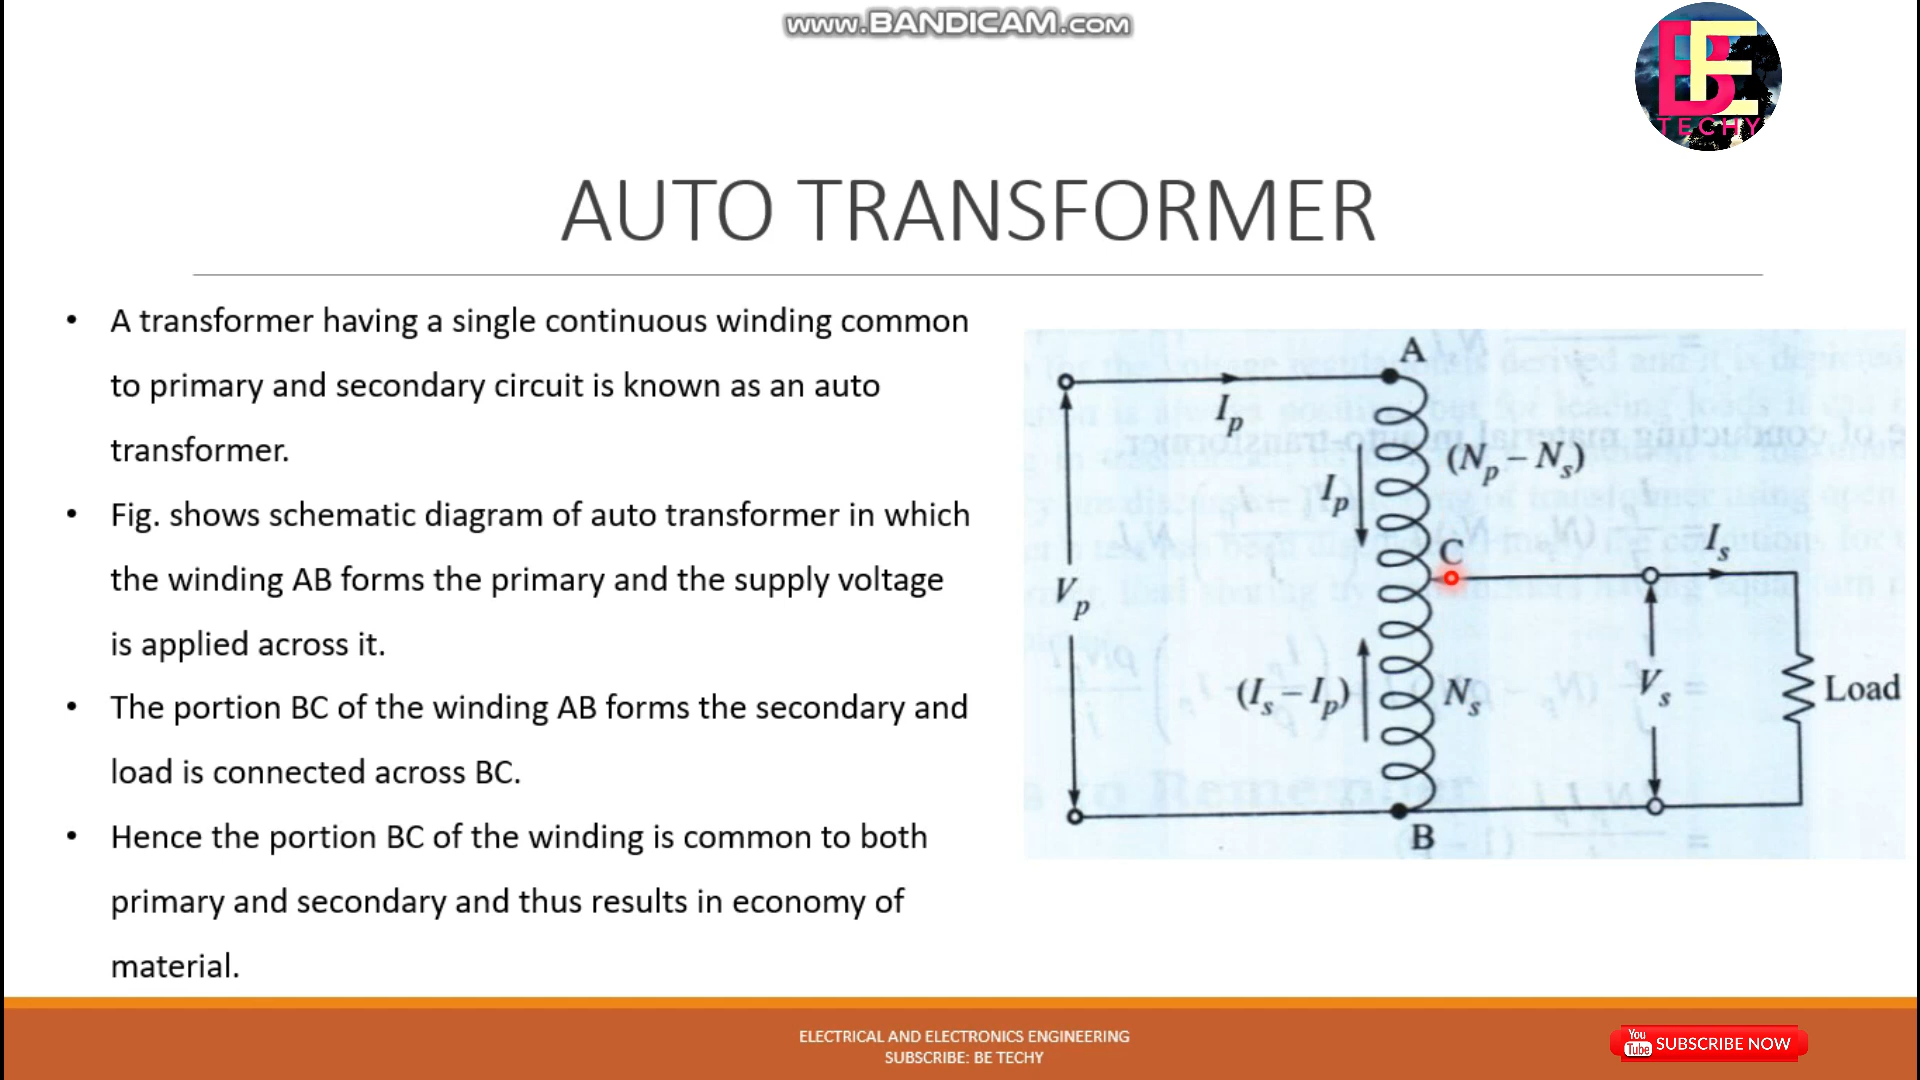 www.BANDICAM.com
BE
TECHY
AUTO TRANSFORMER
• A transformer having a single continuous winding common
to primary and secondary circuit is known as an auto
transformer.
• Fig. shows schematic diagram of auto transformer in which
the winding AB forms the primary and the supply voltage
is applied across it.
• The portion BC of the winding AB forms the secondary and
load is connected across BC.
• Hence the portion BC of the winding is common to both
primary and secondary and thus results in economy of
material.
A
Iₚ
(Nₚ – Nₛ)
Iₚ
C
Iₛ
Vₚ
(Iₛ – Iₚ)
Nₛ
Vₛ
Load
B
ELECTRICAL AND ELECTRONICS ENGINEERING
SUBSCRIBE: BE TECHY
You
Tube
SUBSCRIBE NOW